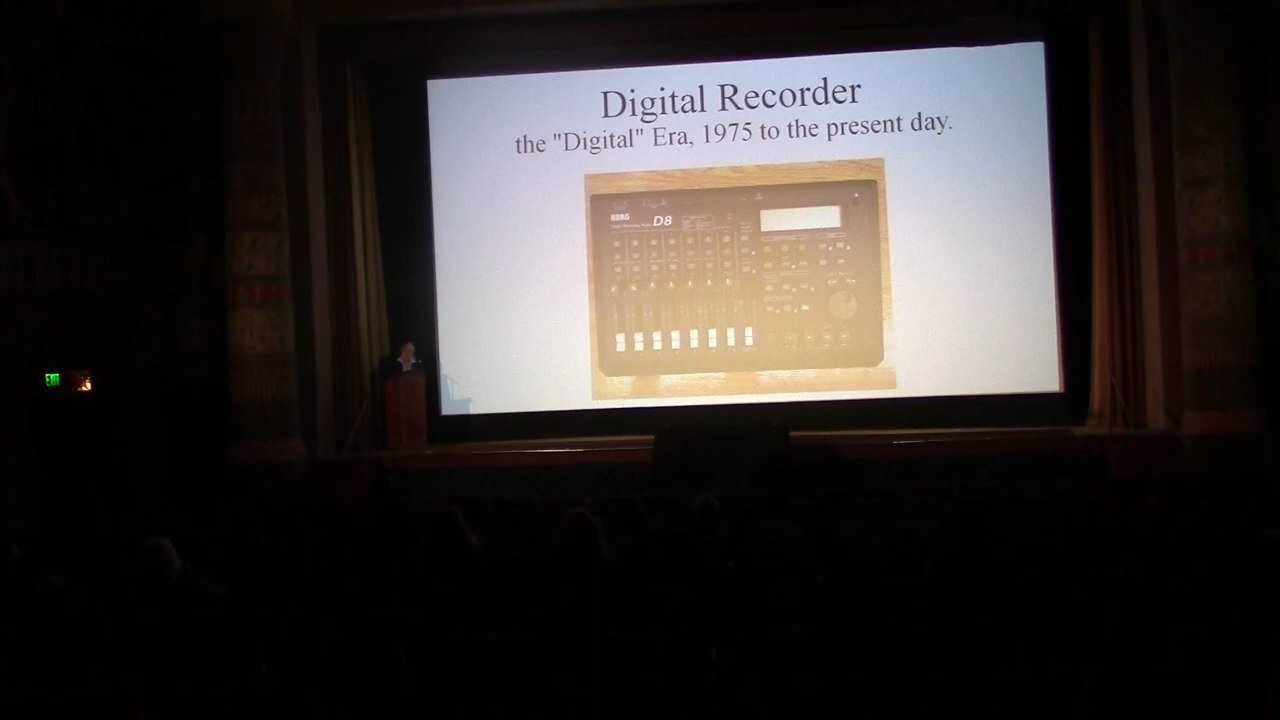 Digital Recorder
the "Digital" Era, 1975 to the present day.
KORG
D8
EXIT